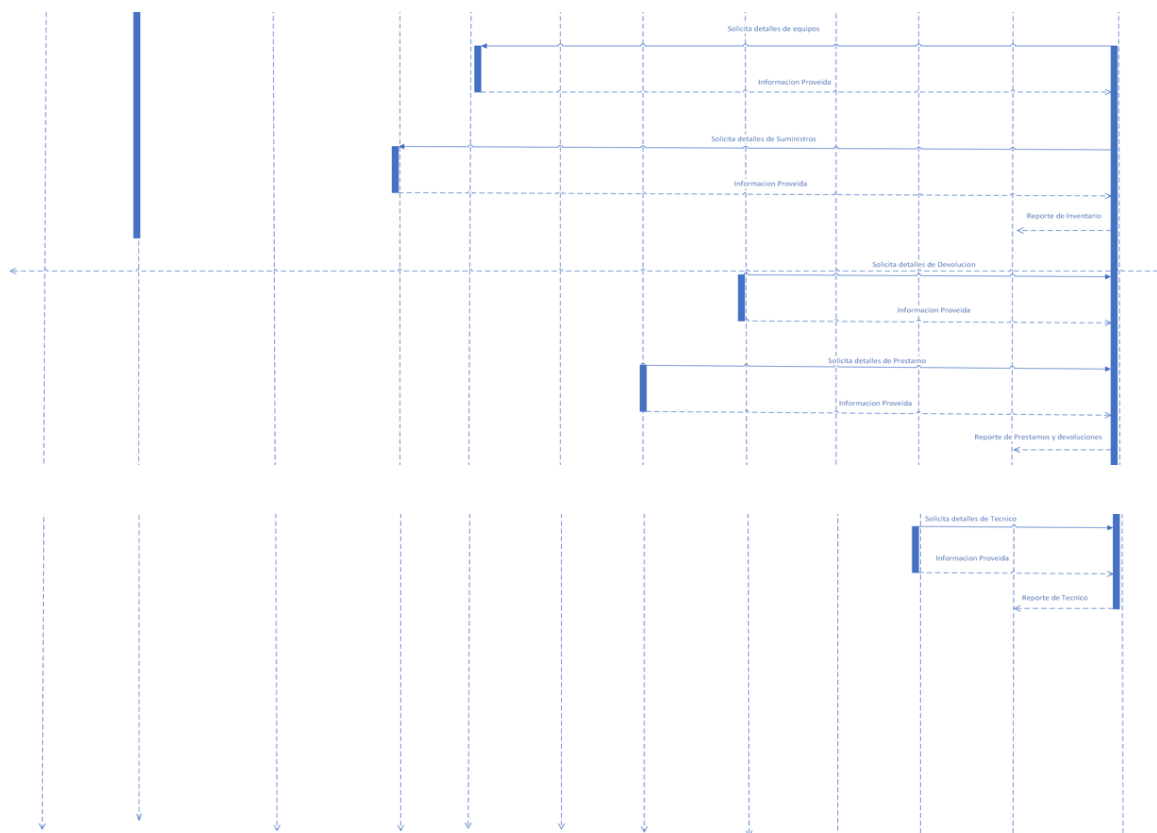 Solicita detalles de equipos
Informacion Proveida
Solicita detalles de Suministros
Informacion Proveida
Reporte de Inventario
Solicita detalles de Devolucion
Informacion Proveida
Solicita detalles de Prestamo
Informacion Proveida
Reporte de Prestamos y devoluciones
Solicita detalles de Tecnico
Informacion Proveida
Reporte de Tecnico